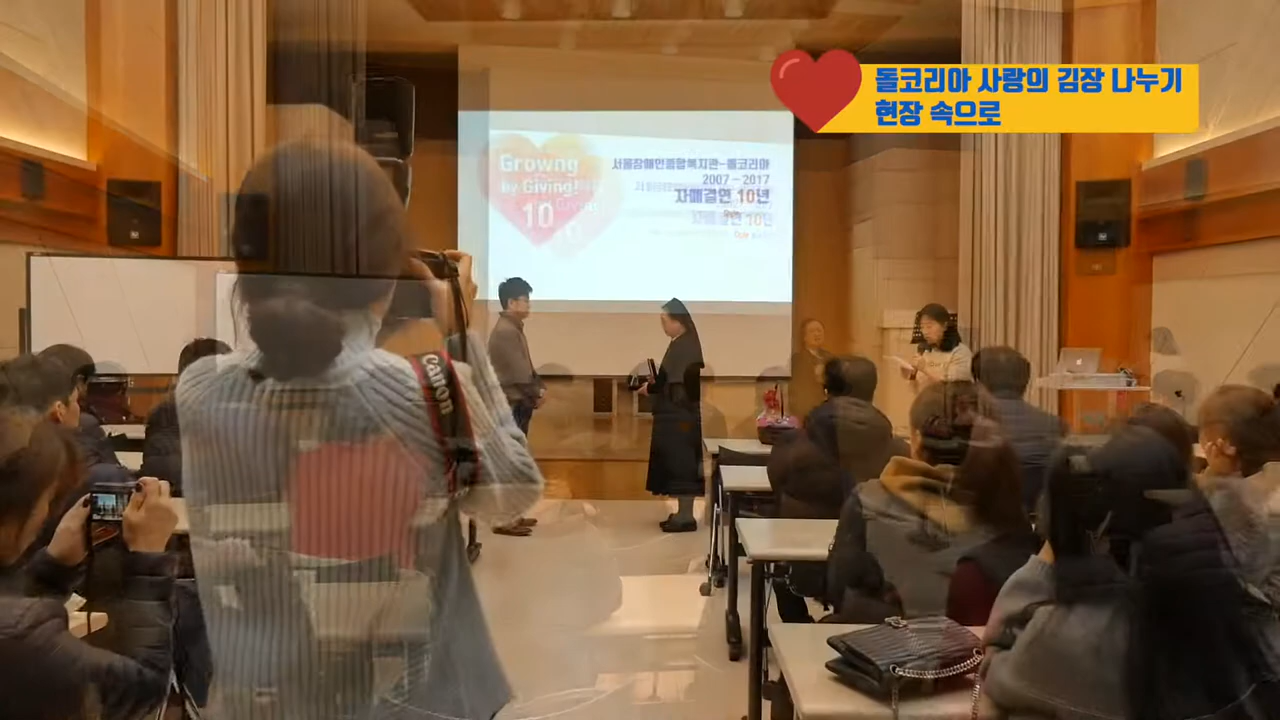 돌코리아 사랑의 김장 나누기
현장 속으로
Growng
by Giving!
10
서울장애인종합복지관-돌코리아
2007-2017
자매결연 10년
Canon